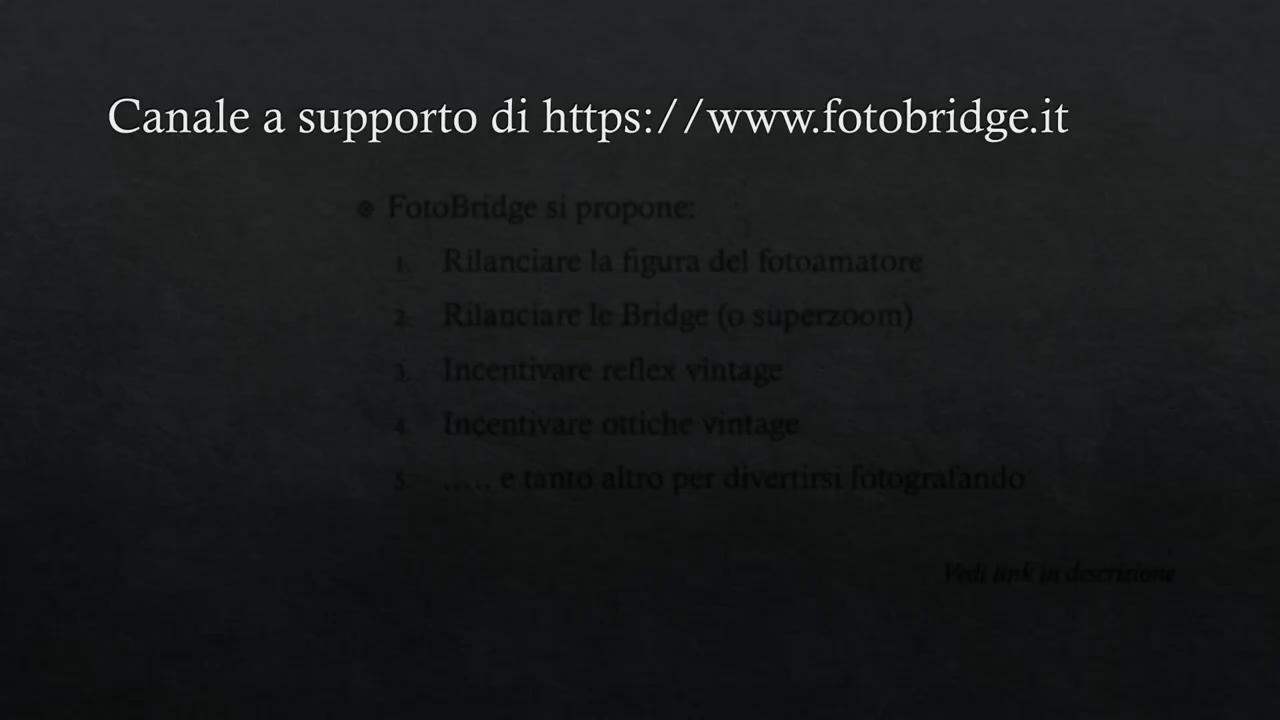 Canale a supporto di https://www.fotobridge.it
FotoBridge si propone:
1. Rilanciare la figura del fotoamatore
2. Rilanciare le Bridge (o superzoom)
3. Incentivare reflex vintage
4. Incentivare ottiche vintage
5. ..... e tanto altro per divertirsi fotografando
Vedi link in descrizione